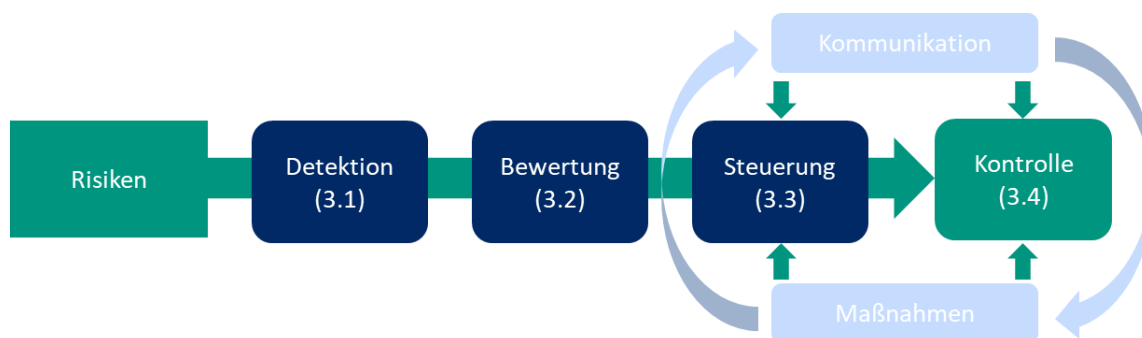 Kommunikation
Risiken
Detektion
(3.1)
Bewertung
(3.2)
Steuerung
(3.3)
Kontrolle
(3.4)
Maßnahmen